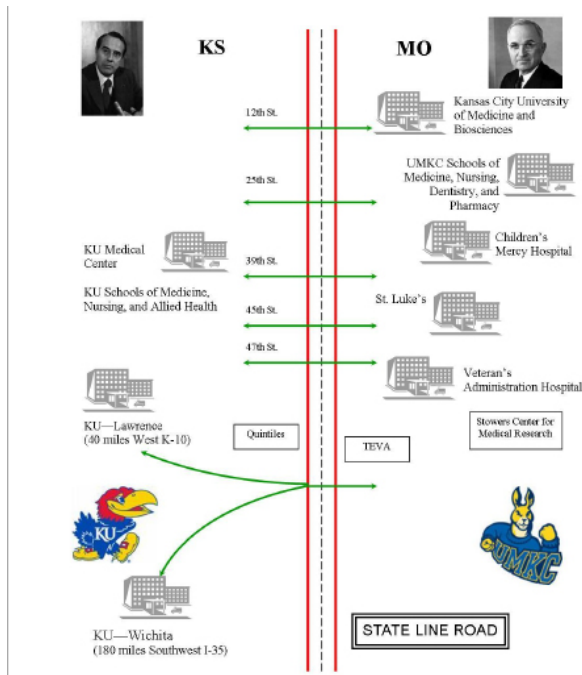 KS
MO
12th St.
Kansas City University
of Medicine and
Biosciences
25th St.
UMKC Schools of
Medicine, Nursing,
Dentistry, and
Pharmacy
KU Medical
Center
39th St.
Children's
Mercy Hospital
KU Schools of Medicine,
Nursing, and Allied Health
45th St.
St. Luke's
47th St.
Veteran's
Administration Hospital
KU—Lawrence
(40 miles West K-10)
Quintiles
TEVA
Stowers Center for
Medical Research
KU
UMKC
KU—Wichita
(180 miles Southwest I-35)
STATE LINE ROAD